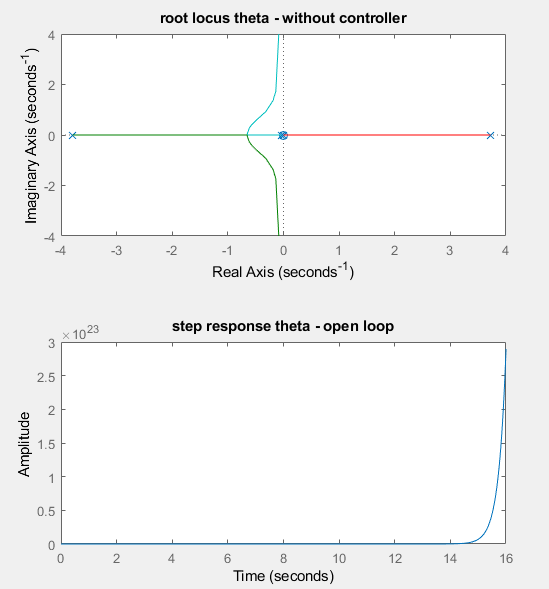 root locus theta - without controller
4
2
0
-2
-4
Imaginary Axis (seconds⁻¹)
-4 -3 -2 -1 0 1 2 3 4
Real Axis (seconds⁻¹)
step response theta - open loop
×10²³
3
2.5
2
1.5
1
0.5
0
Amplitude
0 2 4 6 8 10 12 14 16
Time (seconds)